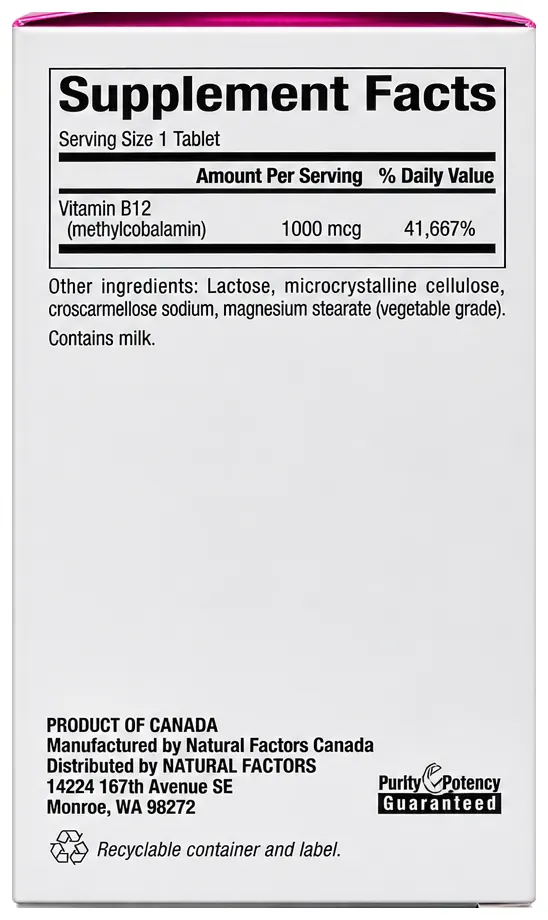 Supplement Facts
Serving Size 1 Tablet
Amount Per Serving % Daily Value
Vitamin B12
(methylcobalamin) 1000 mcg 41,667%
Other ingredients: Lactose, microcrystalline cellulose,
croscarmellose sodium, magnesium stearate (vegetable grade).
Contains milk.
PRODUCT OF CANADA
Manufactured by Natural Factors Canada
Distributed by NATURAL FACTORS
14224 167th Avenue SE
Monroe, WA 98272
Purity Potency
Guaranteed
Recyclable container and label.